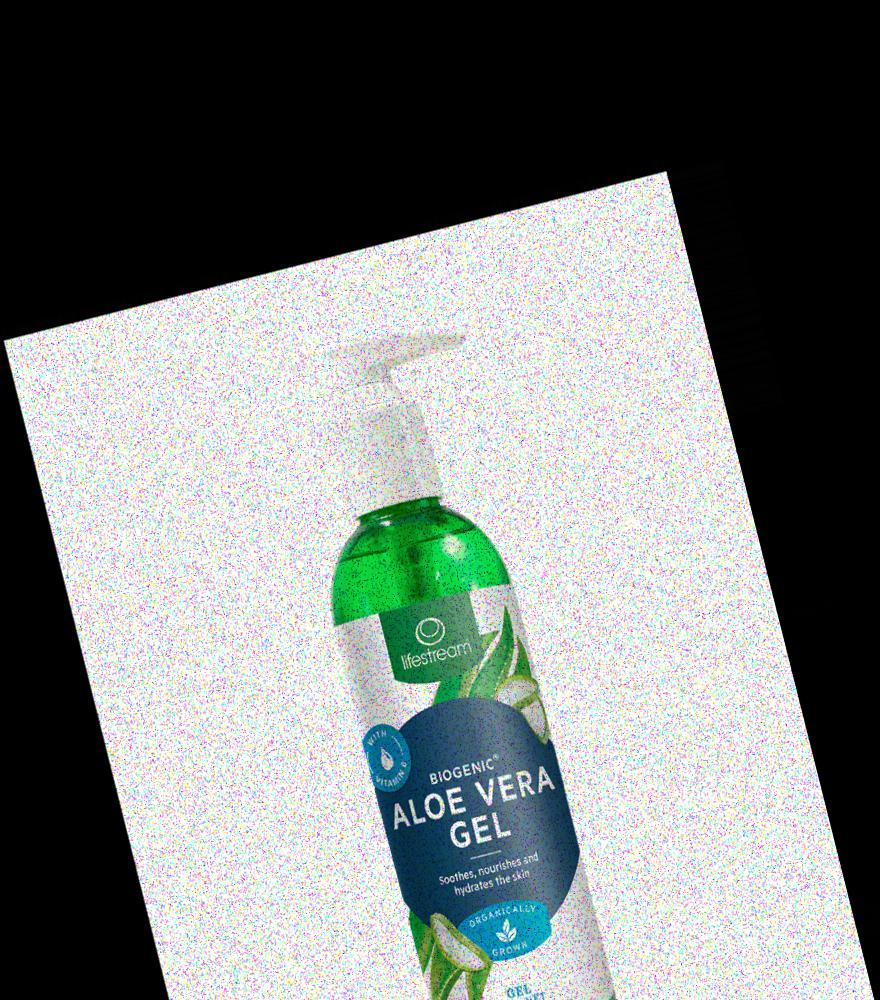 lifestream
WITH
VITAMIN B
BIOGENIC®
ALOE VERA
GEL
Soothes, nourishes and
hydrates the skin
ORGANICALLY
GROWN
GEL